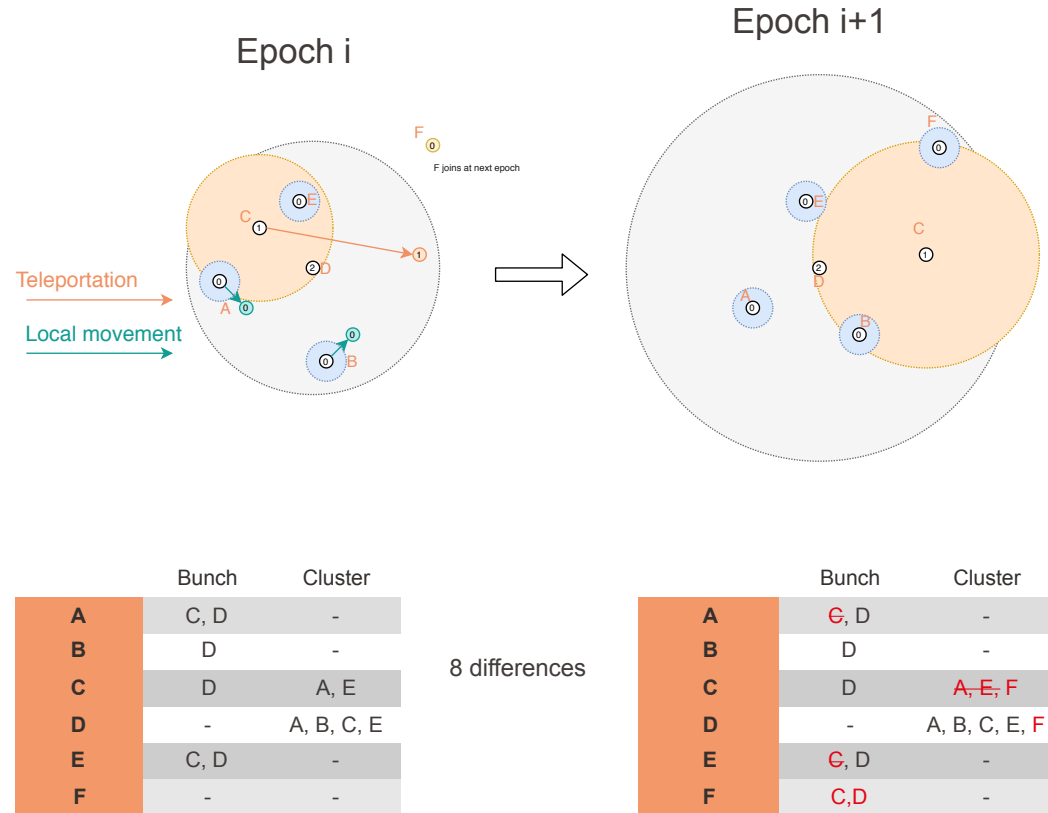 Epoch i
Epoch i+1
F
0
F joins at next epoch
0
E
C
1
1
2
D
Teleportation
0
A
0
Local movement
0
0
B
F
0
0
E
C
1
2
D
A
0
B
0
Bunch Cluster
A C, D -
B D -
C D A, E
D - A, B, C, E
E C, D -
F - -
8 differences
Bunch Cluster
A C, D -
B D -
C D A, E, F
D - A, B, C, E, F
E C, D -
F C,D -